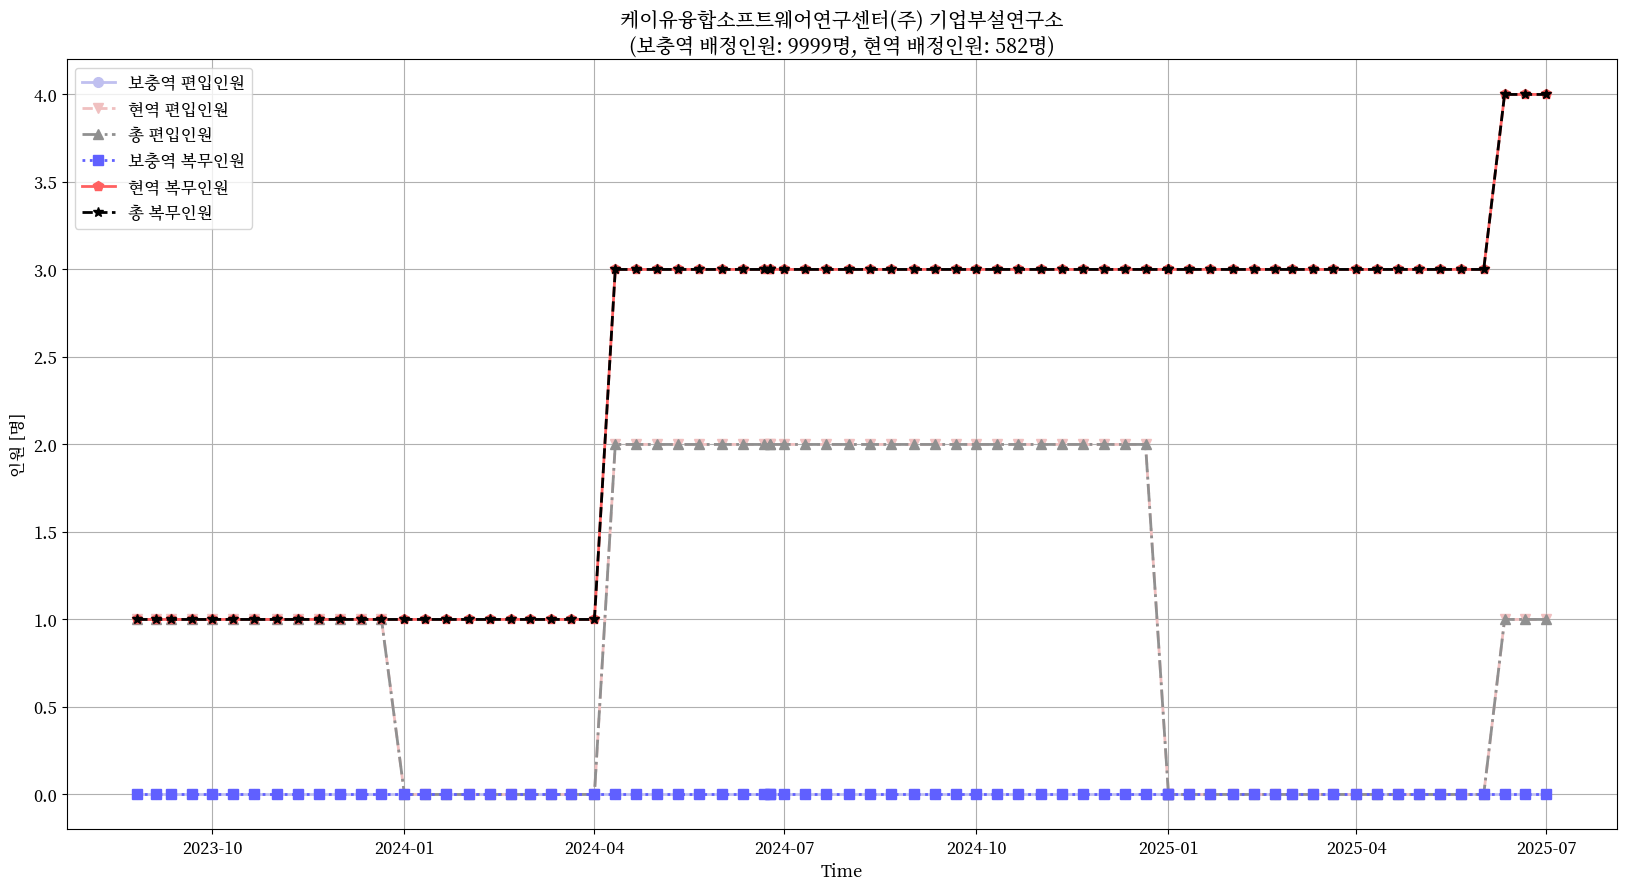 케이유융합소프트웨어연구센터(주) 기업부설연구소
(보충역 배정인원: 9999명, 현역 배정인원: 582명)
보충역 편입인원
현역 편입인원
총 편입인원
보충역 복무인원
현역 복무인원
총 복무인원
4.0
3.5
3.0
2.5
2.0
1.5
1.0
0.5
0.0
인원 [명]
2023-10
2024-01
2024-04
2024-07
2024-10
2025-01
2025-04
2025-07
Time